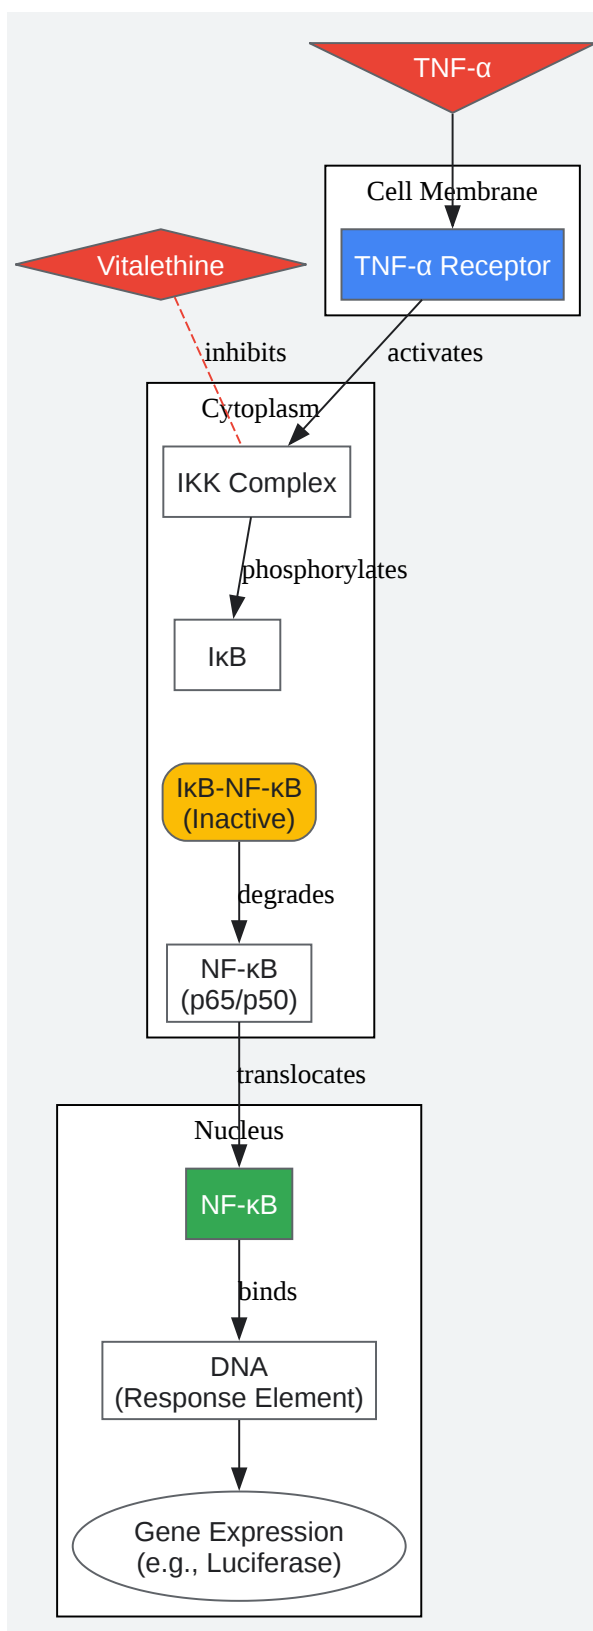 TNF-α
Cell Membrane
TNF-α Receptor
Vitalethine
inhibits
activates
Cytoplasm
IKK Complex
phosphorylates
IκB
IκB-NF-κB
(Inactive)
degrades
NF-κB
(p65/p50)
translocates
Nucleus
NF-κB
binds
DNA
(Response Element)
Gene Expression
(e.g., Luciferase)